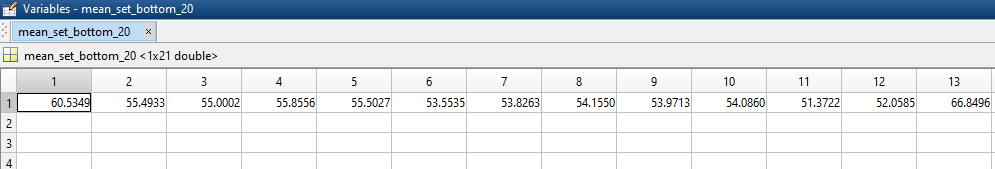 Variables - mean_set_bottom_20
mean_set_bottom_20 ×
mean_set_bottom_20 <1x21 double>
1 2 3 4 5 6 7 8 9 10 11 12 13
1 60.5349 55.4933 55.0002 55.8556 55.5027 53.5535 53.8263 54.1550 53.9713 54.0860 51.3722 52.0585 66.8496
2
3
4